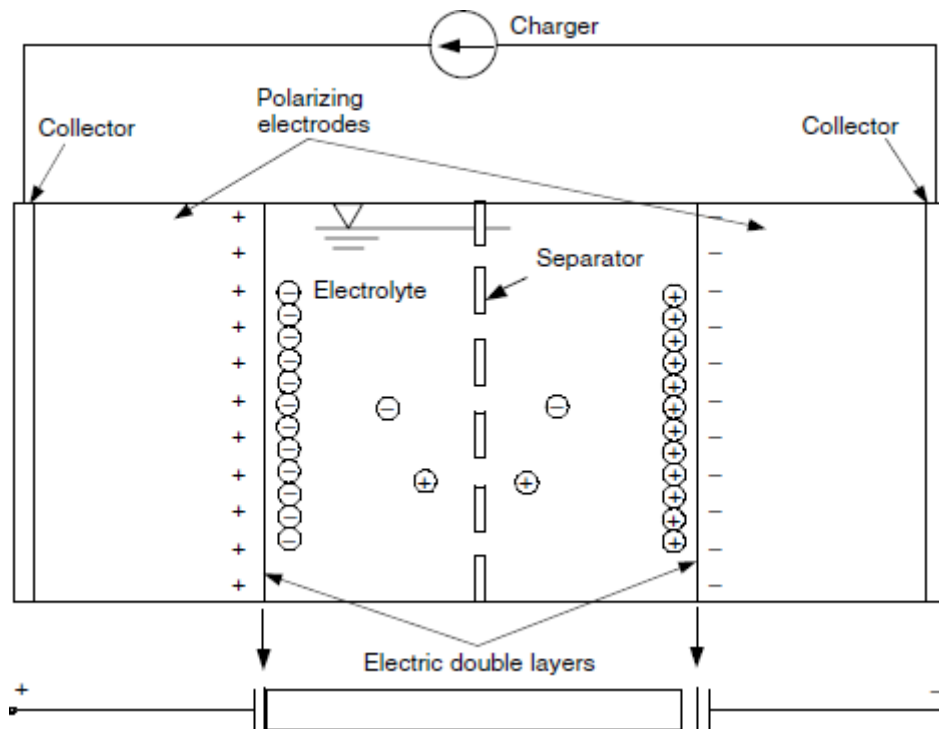 Charger
Polarizing
electrodes
Collector
Collector
Separator
Electrolyte
Electric double layers